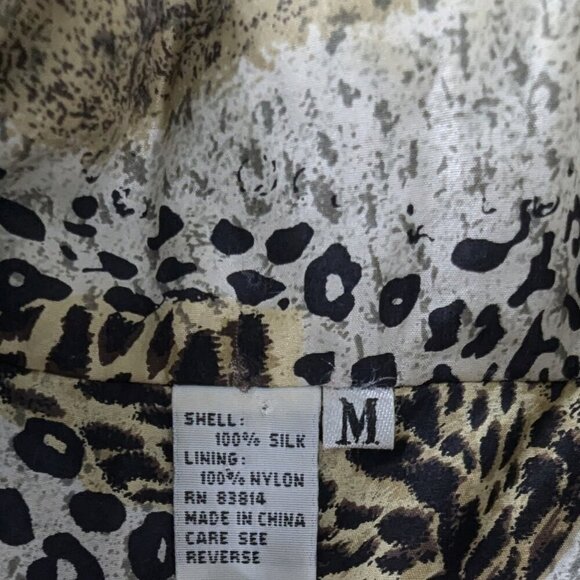 SHELL:
100% SILK
LINING:
100% NYLON
RN 83814
MADE IN CHINA
CARE SEE
REVERSE
M